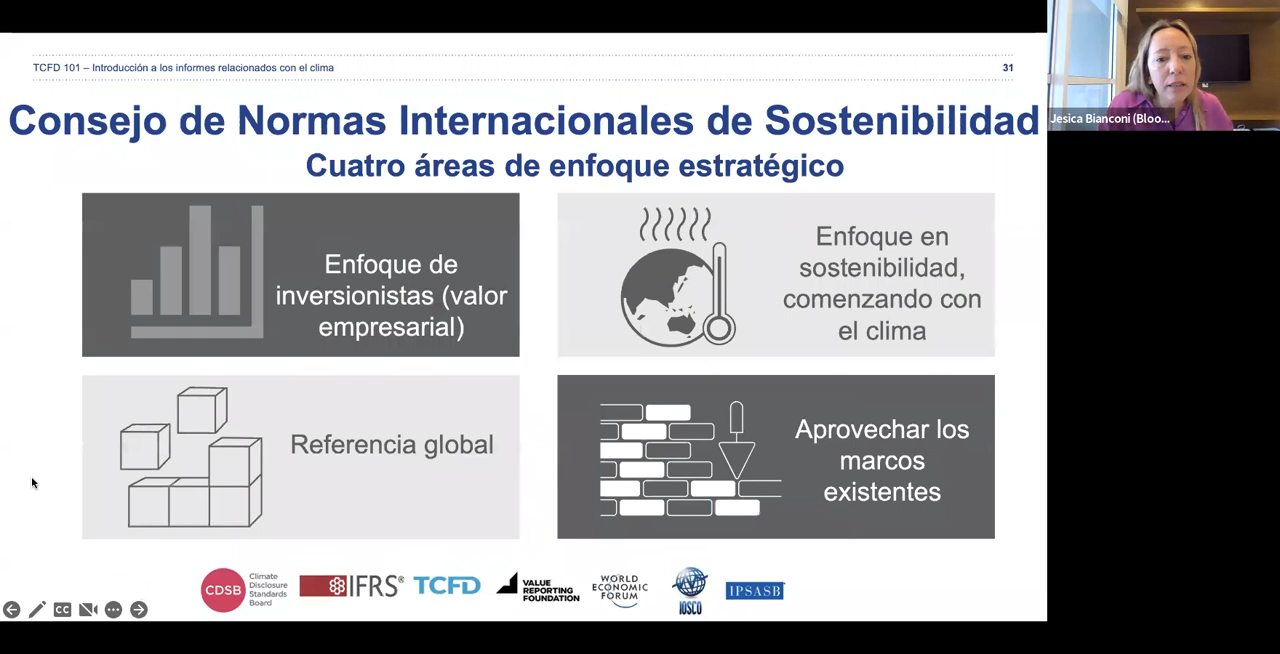 TCFD 101 – Introducción a los informes relacionados con el clima
31
Consejo de Normas Internacionales de Sostenibilidad
Cuatro áreas de enfoque estratégico
Enfoque de
inversionistas (valor
empresarial)
Enfoque en
sostenibilidad,
comenzando con
el clima
Referencia global
Aprovechar los
marcos
existentes
CDSB
Climate
Disclosure
Standards
Board
IFRS®
TCFD
VALUE
REPORTING
FOUNDATION
WORLD
ECONOMIC
FORUM
IOSCO
IPSASB
CC
Jesica Bianconi (Bloo...